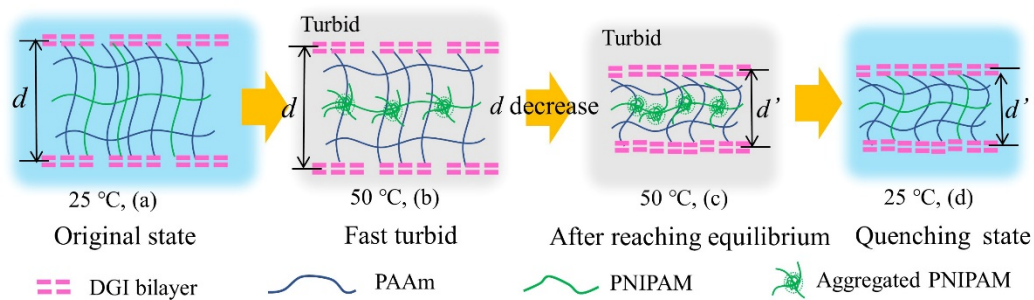 Turbid
Turbid
d
d
d decrease
d’
d’
25 °C, (a)
50 °C, (b)
50 °C, (c)
25 °C, (d)
Original state
Fast turbid
After reaching equilibrium
Quenching state
DGI bilayer
PAAm
PNIPAM
Aggregated PNIPAM